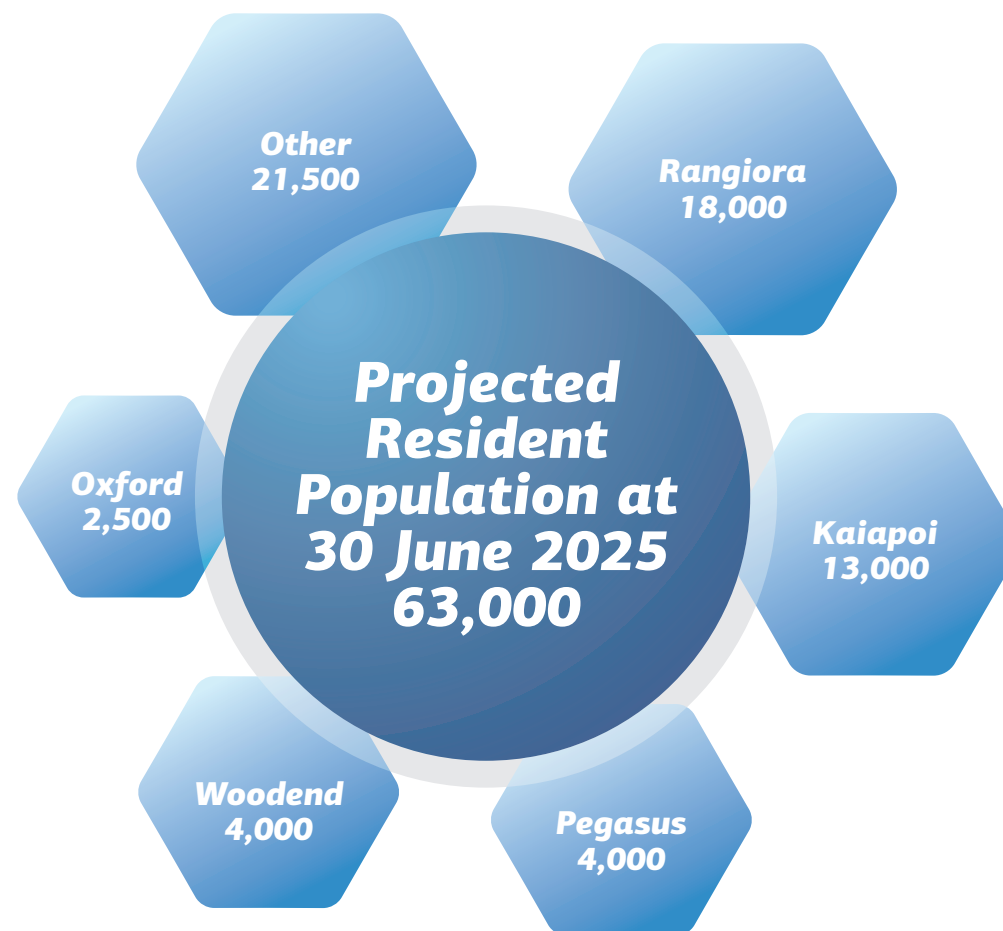 Other
21,500
Rangiora
18,000
Projected
Resident
Population at
30 June 2025
63,000
Oxford
2,500
Kaiapoi
13,000
Woodend
4,000
Pegasus
4,000